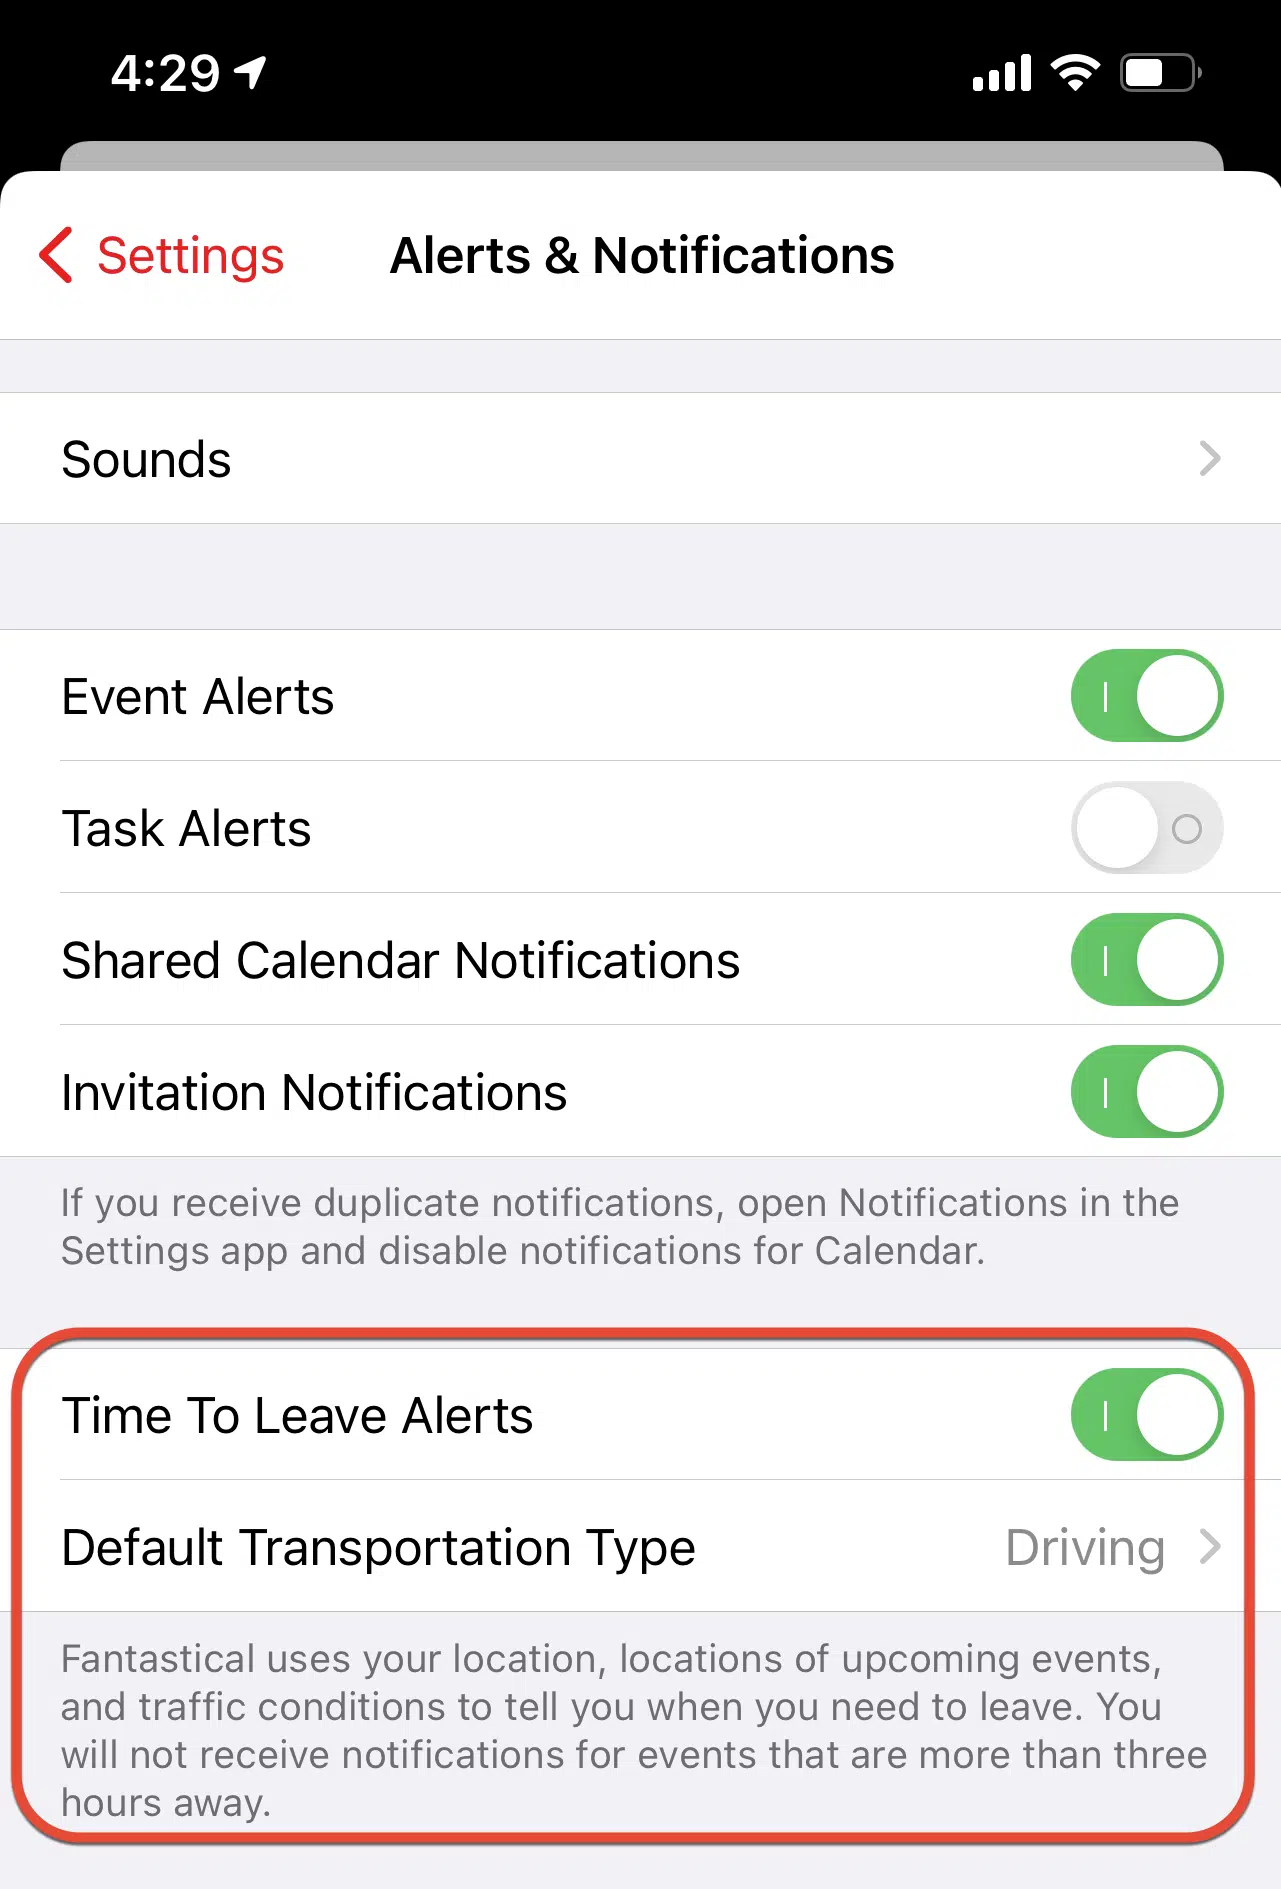 4:29
Settings
Alerts & Notifications
Sounds
Event Alerts
Task Alerts
Shared Calendar Notifications
Invitation Notifications
If you receive duplicate notifications, open Notifications in the
Settings app and disable notifications for Calendar.
Time To Leave Alerts
Default Transportation Type Driving
Fantastical uses your location, locations of upcoming events,
and traffic conditions to tell you when you need to leave. You
will not receive notifications for events that are more than three
hours away.